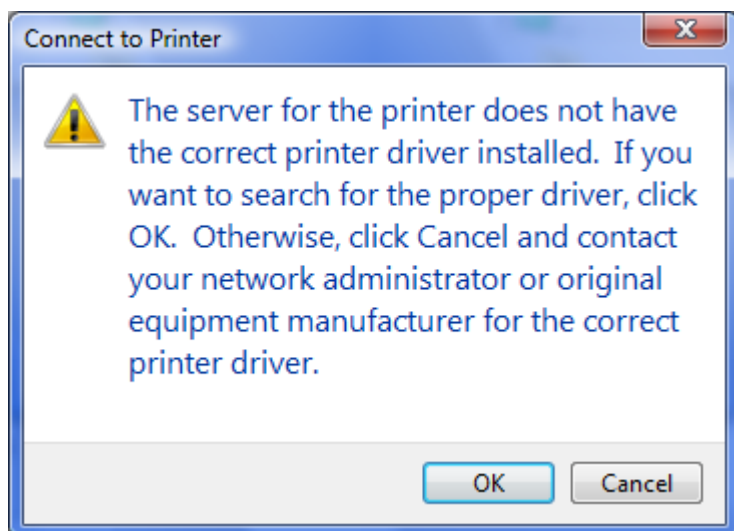 Connect to Printer
The server for the printer does not have
the correct printer driver installed.  If you
want to search for the proper driver, click
OK.  Otherwise, click Cancel and contact
your network administrator or original
equipment manufacturer for the correct
printer driver.
OK
Cancel